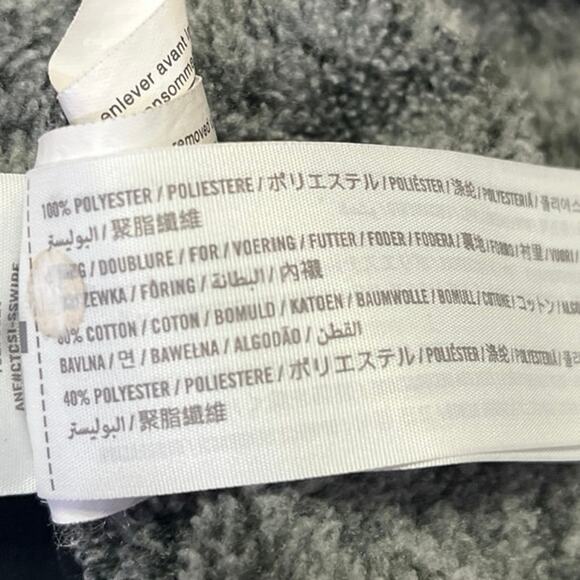 enlever avant
removed
100% POLYESTER / POLIESTERE / ポリエステル / POLIÉSTER / 涤纶 / POLYESTERIÄ /
البوليستر / 聚脂纖維
/ DOUBLURE / FOR / VOERING / FUTTER / FODER / FODERA / 裏地 / FORRO / 衬里 / VUORI /
/ FÖRING / البطانة / 內襯
COTTON / COTON / BOMULD / KATOEN / BAUMWOLLE / BOMULL / COTONE / コットン /
BAVLNA / 면 / BAWEŁNA / ALGODÃO / القطن
40% POLYESTER / POLIESTERE / ポリエステル / POLIÉSTER / 涤纶 / POLYESTERIÄ /
البوليستر / 聚脂纖維